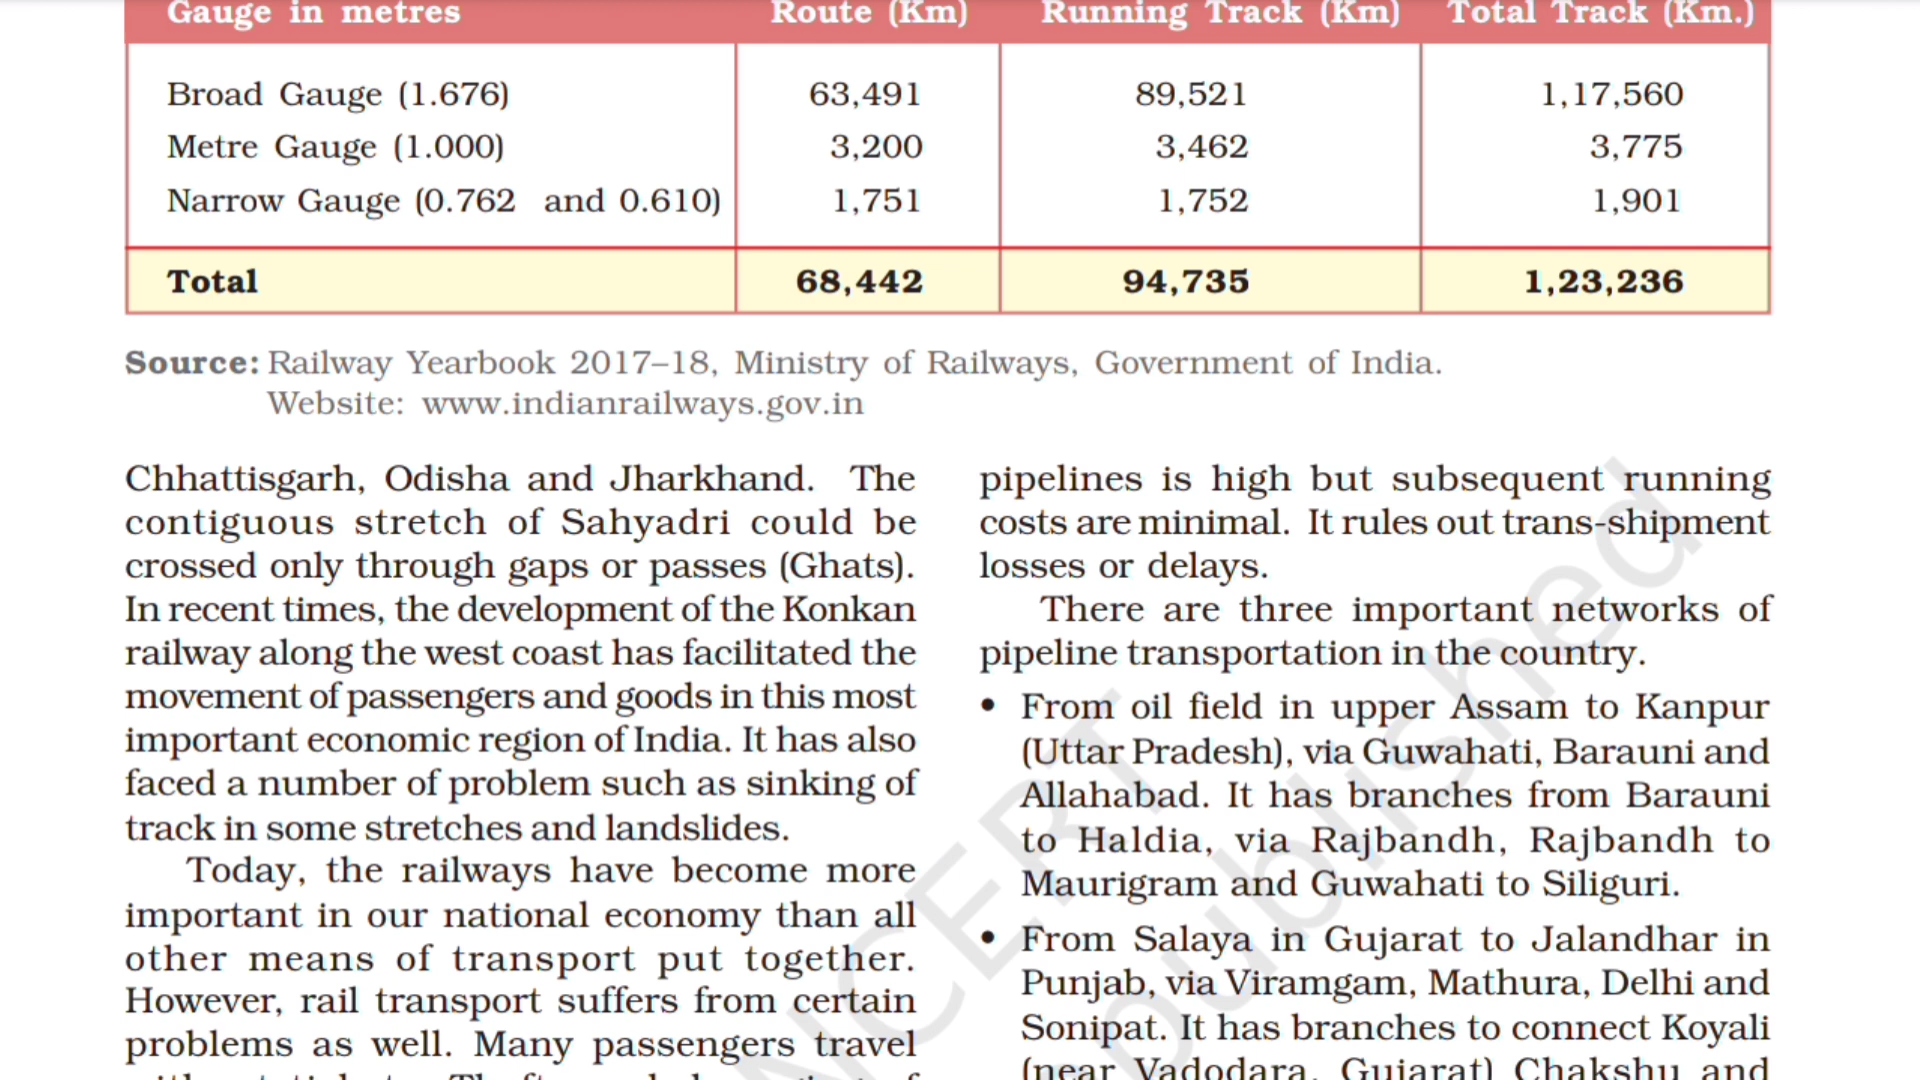 Gauge in metres Route (Km) Running Track (Km) Total Track (Km.)
Broad Gauge (1.676) 63,491 89,521 1,17,560
Metre Gauge (1.000) 3,200 3,462 3,775
Narrow Gauge (0.762 and 0.610) 1,751 1,752 1,901
Total 68,442 94,735 1,23,236
Source: Railway Yearbook 2017–18, Ministry of Railways, Government of India.
Website: www.indianrailways.gov.in
Chhattisgarh, Odisha and Jharkhand. The
contiguous stretch of Sahyadri could be
crossed only through gaps or passes (Ghats).
In recent times, the development of the Konkan
railway along the west coast has facilitated the
movement of passengers and goods in this most
important economic region of India. It has also
faced a number of problem such as sinking of
track in some stretches and landslides.
Today, the railways have become more
important in our national economy than all
other means of transport put together.
However, rail transport suffers from certain
problems as well. Many passengers travel
pipelines is high but subsequent running
costs are minimal. It rules out trans-shipment
losses or delays.
There are three important networks of
pipeline transportation in the country.
• From oil field in upper Assam to Kanpur
(Uttar Pradesh), via Guwahati, Barauni and
Allahabad. It has branches from Barauni
to Haldia, via Rajbandh, Rajbandh to
Maurigram and Guwahati to Siliguri.
• From Salaya in Gujarat to Jalandhar in
Punjab, via Viramgam, Mathura, Delhi and
Sonipat. It has branches to connect Koyali
(near Vadodara, Gujarat) Chakshu and
NCERT
published